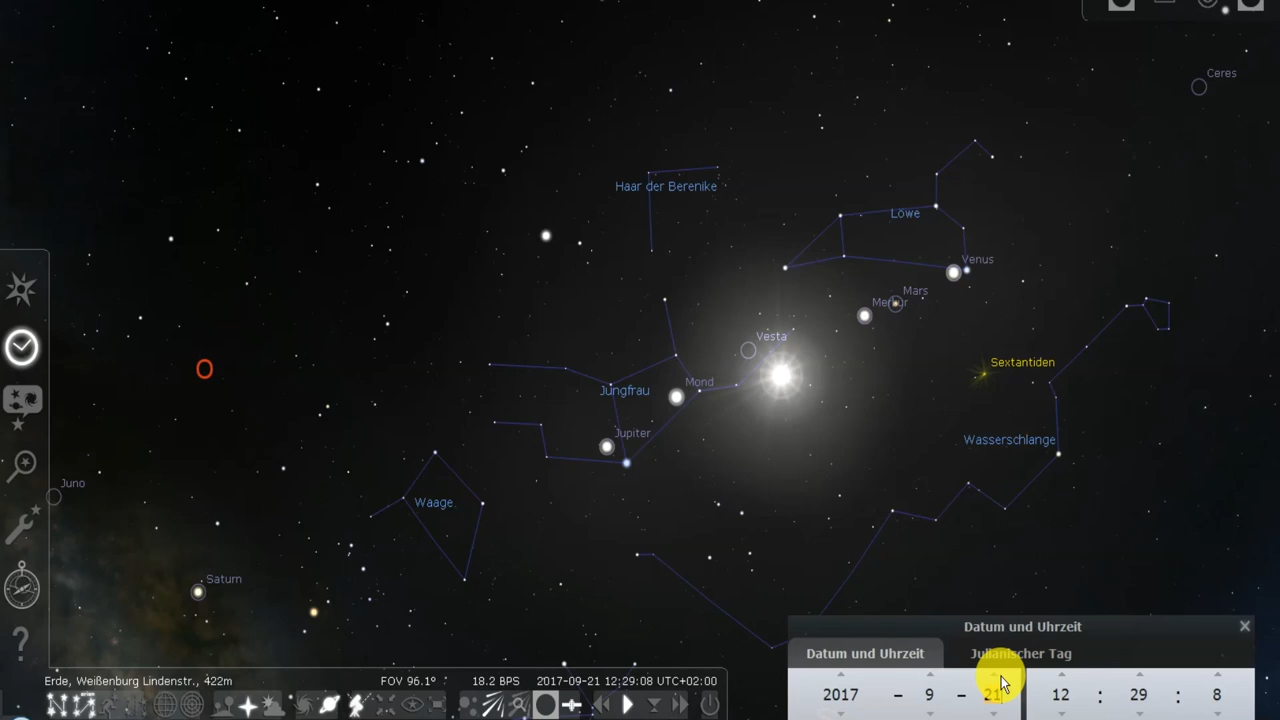 Ceres
Haar der Berenike
Löwe
Venus
Mars
Merkur
Vesta
Sextantiden
Mond
Jungfrau
Jupiter
Wasserschlange
Juno
Waage
Saturn
Datum und Uhrzeit
Datum und Uhrzeit Julianischer Tag
Erde, Weißenburg Lindenstr., 422m FOV 96.1° 18.2 BPS 2017-09-21 12:29:08 UTC+02:00
2017 - 9 - 21 12 : 29 : 8